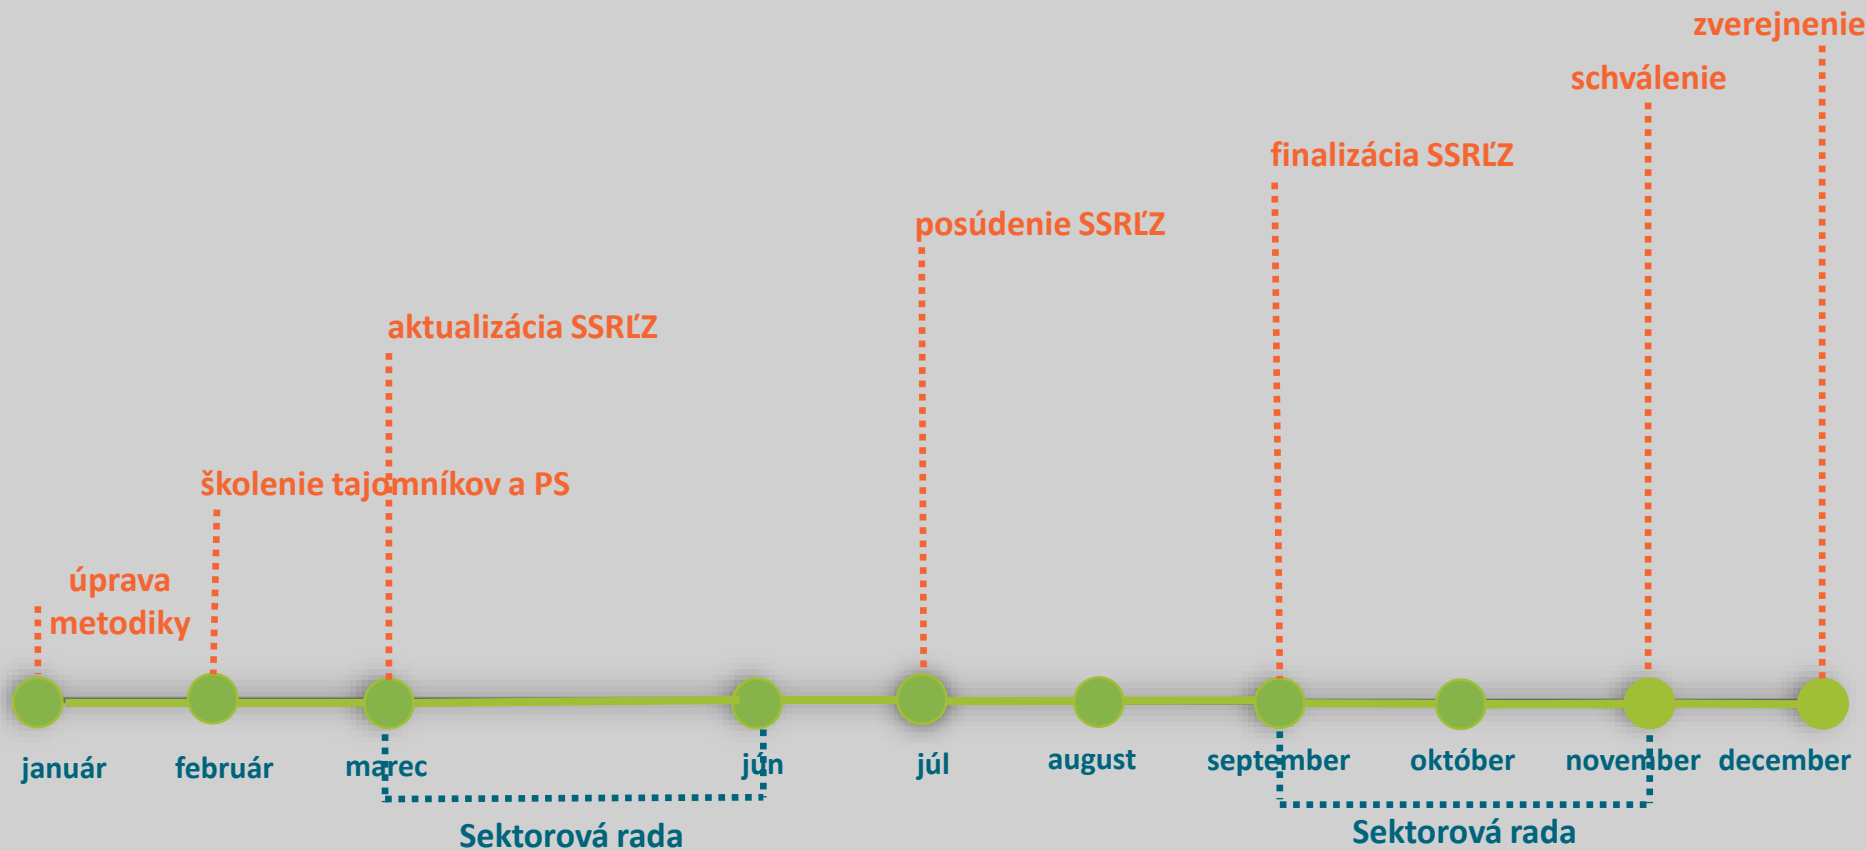 zverejnenie
schválenie
finalizácia SSRĽZ
posúdenie SSRĽZ
aktualizácia SSRĽZ
školenie tajomníkov a PS
úprava
metodiky
január
február
marec
jún
júl
august
september
október
november
december
Sektorová rada
Sektorová rada